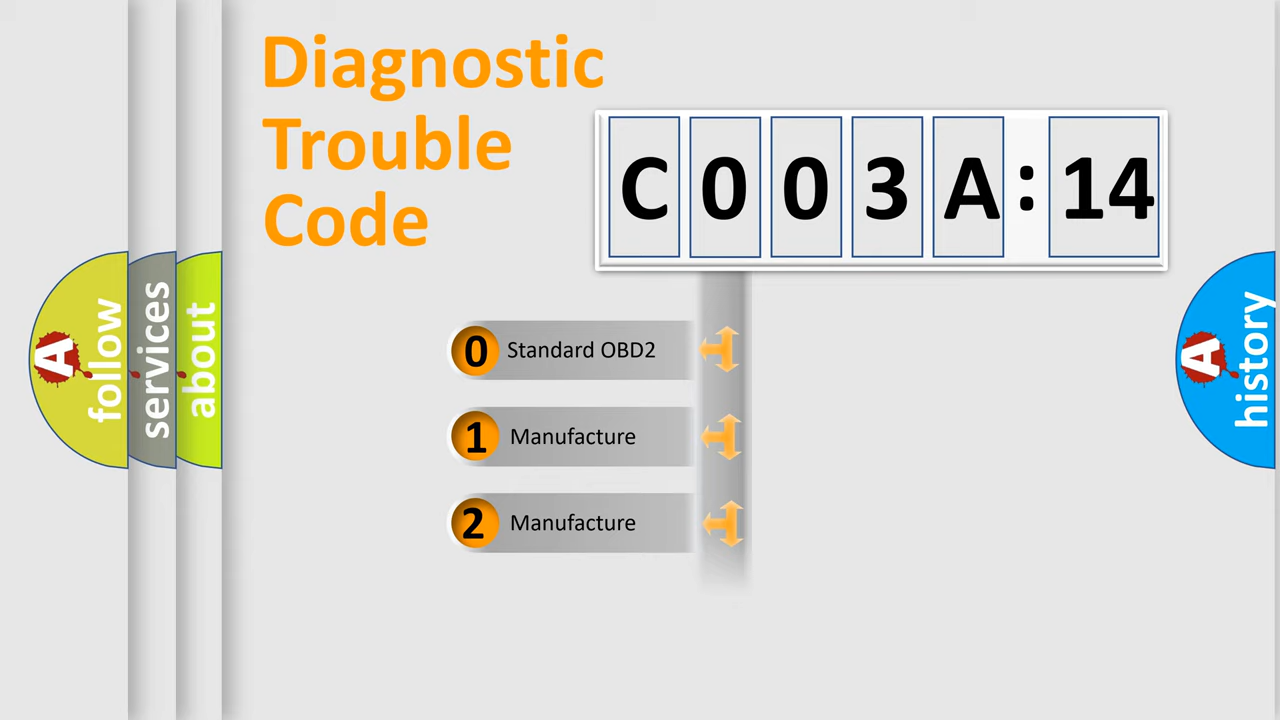 Diagnostic
Trouble
Code
C003A:14
0 Standard OBD2
1 Manufacture
2 Manufacture
A follow
services
about
A history